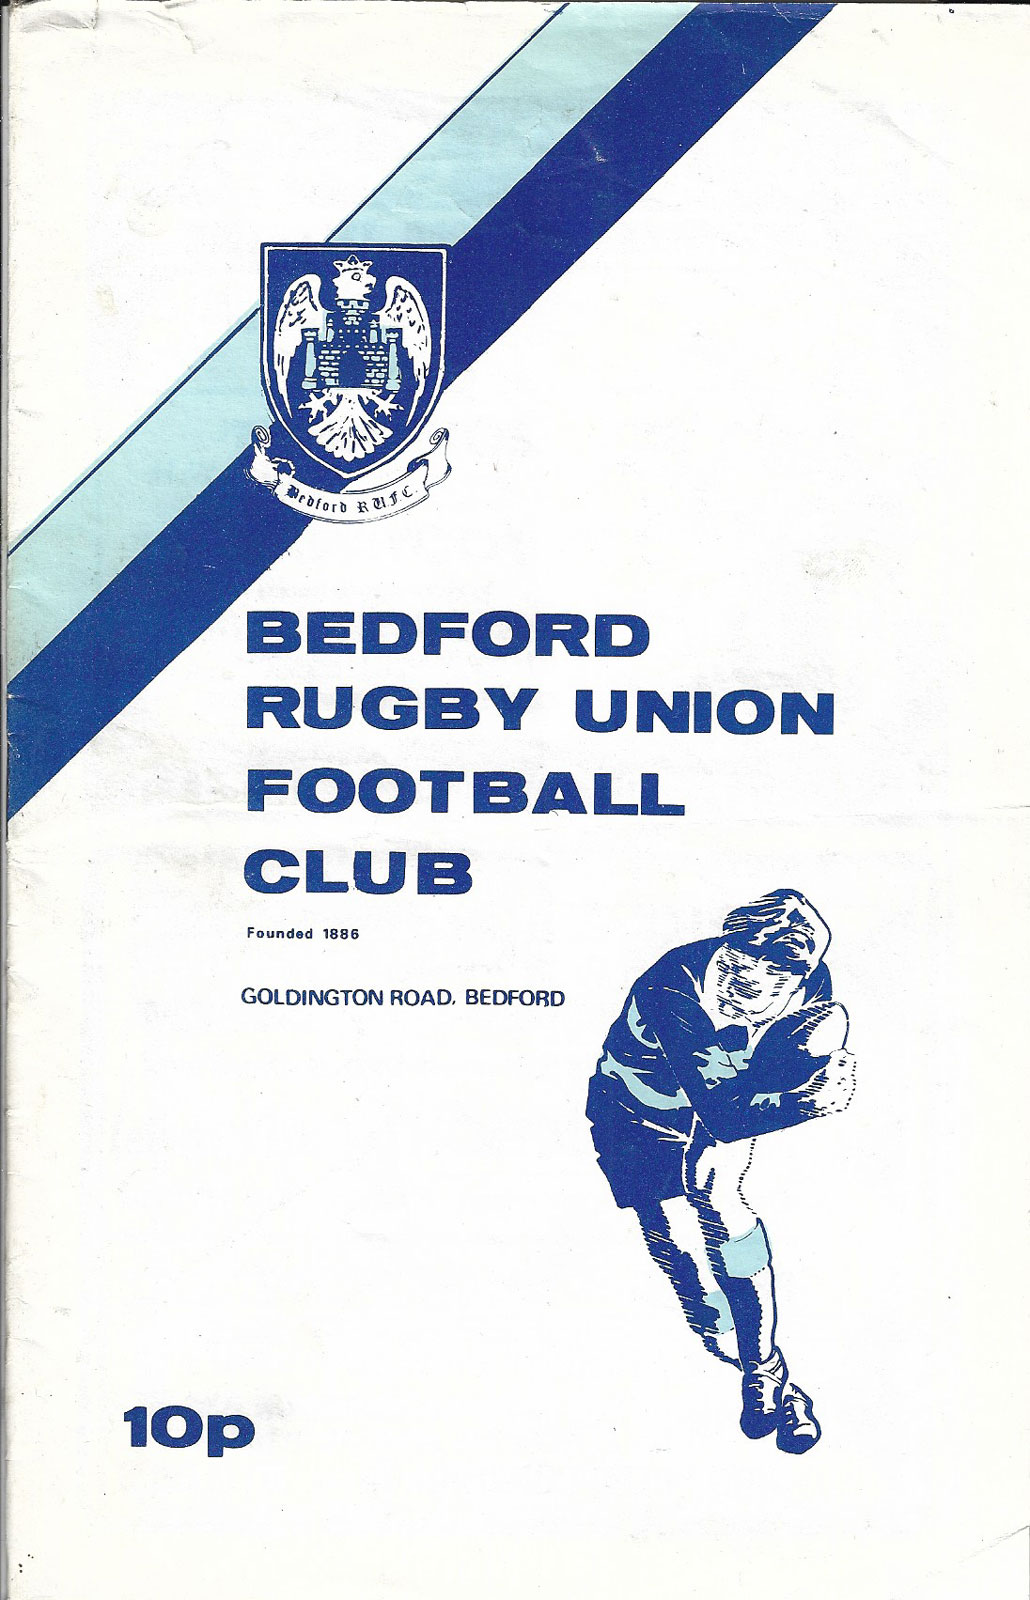 Bedford R.U.F.C.
BEDFORD
RUGBY UNION
FOOTBALL
CLUB
Founded 1886
GOLDINGTON ROAD, BEDFORD
10p